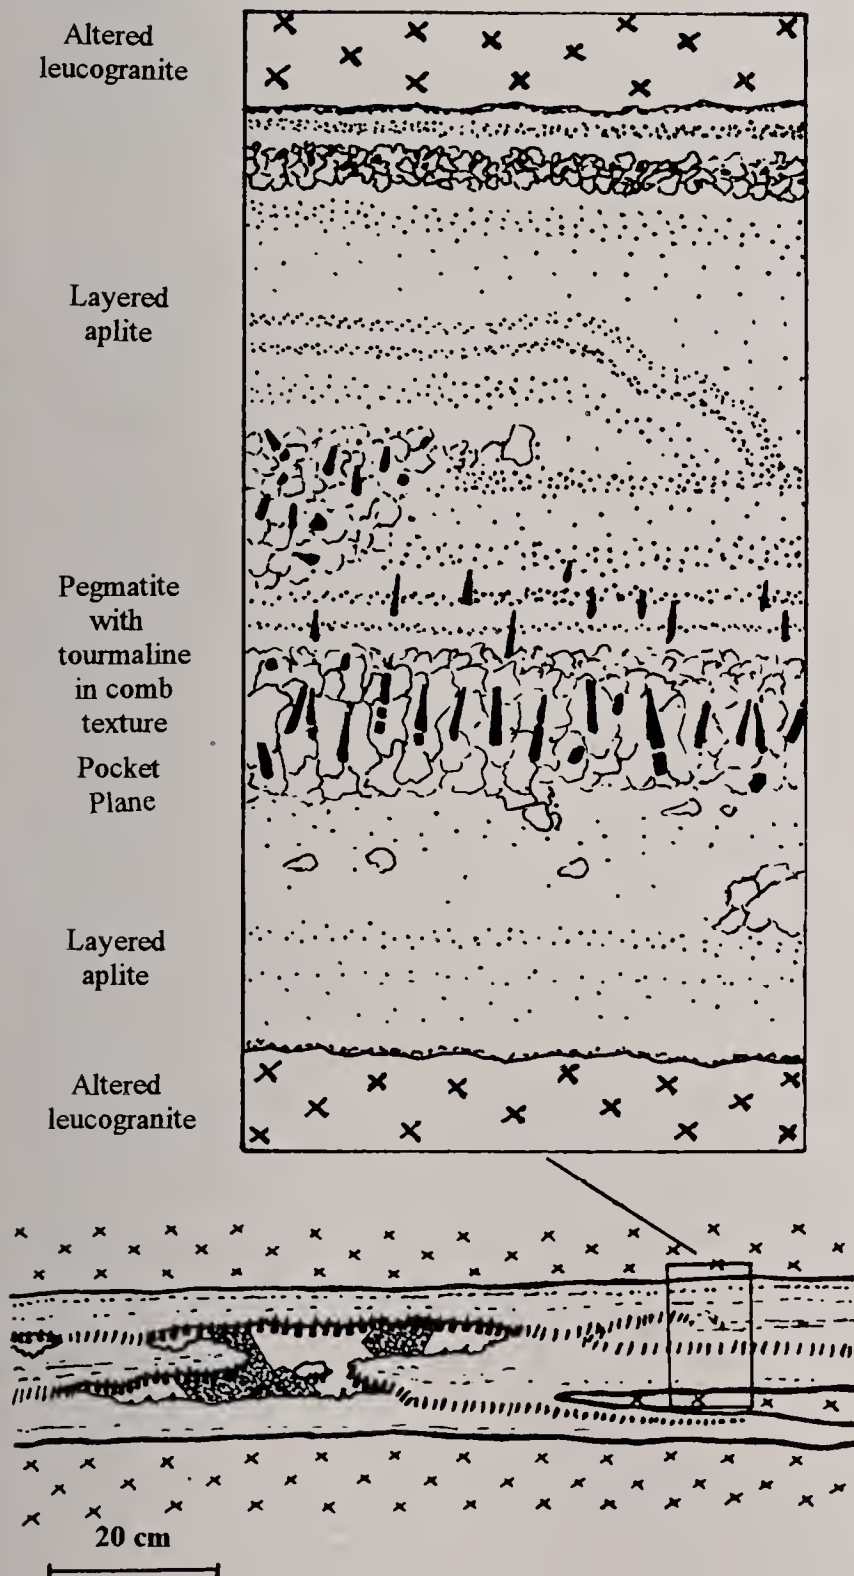 Altered
leucogranite
Layered
aplite
Pegmatite
with
tourmaline
in comb
texture
Pocket
Plane
Layered
aplite
Altered
leucogranite
20 cm